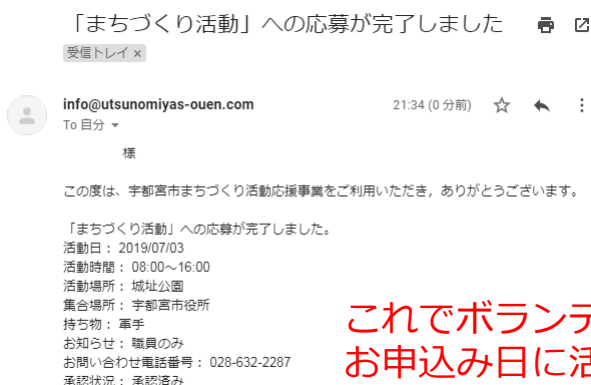 「まちづくり活動」への応募が完了しました
受信トレイ ×
info@utsunomiyas-ouen.com 21:34 (0 分前)
To 自分
様
この度は、宇都宮市まちづくり活動応援事業をご利用いただき，ありがとうございます。
「まちづくり活動」への応募が完了しました。
活動日： 2019/07/03
活動時間： 08:00～16:00
活動場所： 城址公園
集合場所： 宇都宮市役所
持ち物： 軍手
お知らせ： 職員のみ
お問い合わせ電話番号： 028-632-2287
承認状況： 承認済み
これでボランテ
お申込み日に活